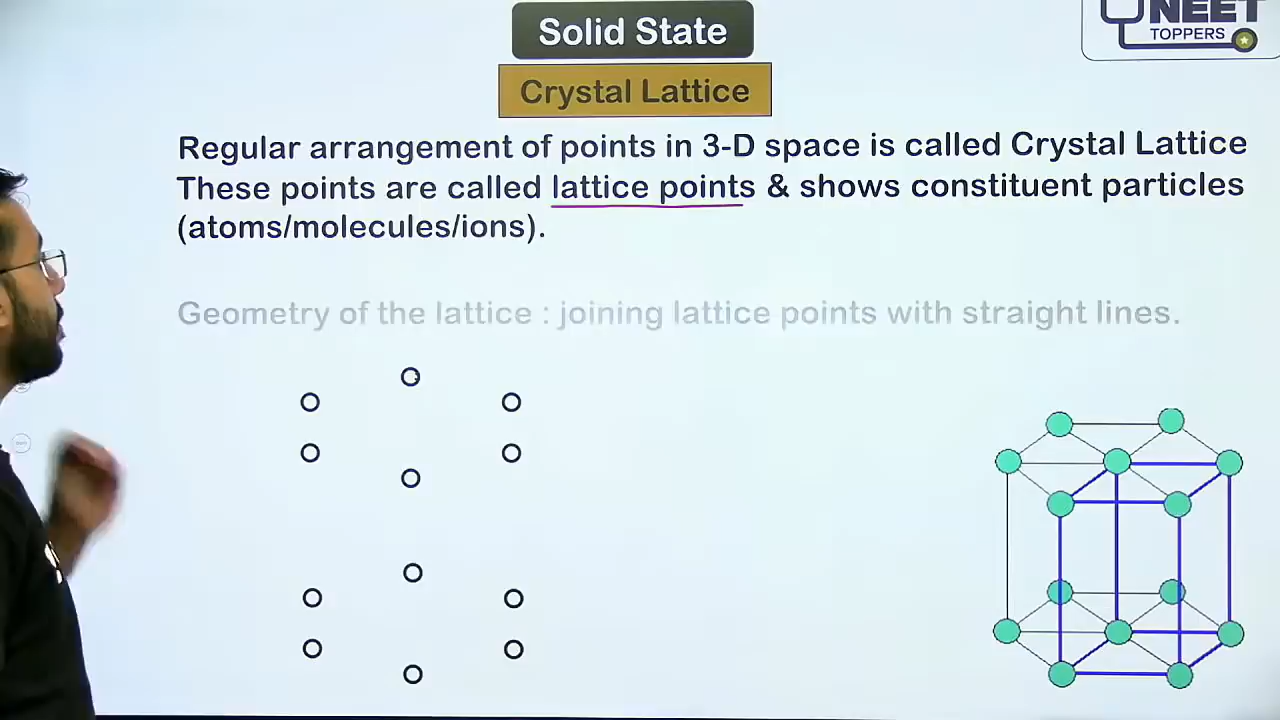 NEET
TOPPERS
Solid State
Crystal Lattice
Regular arrangement of points in 3-D space is called Crystal Lattice
These points are called lattice points & shows constituent particles
(atoms/molecules/ions).
Geometry of the lattice : joining lattice points with straight lines.